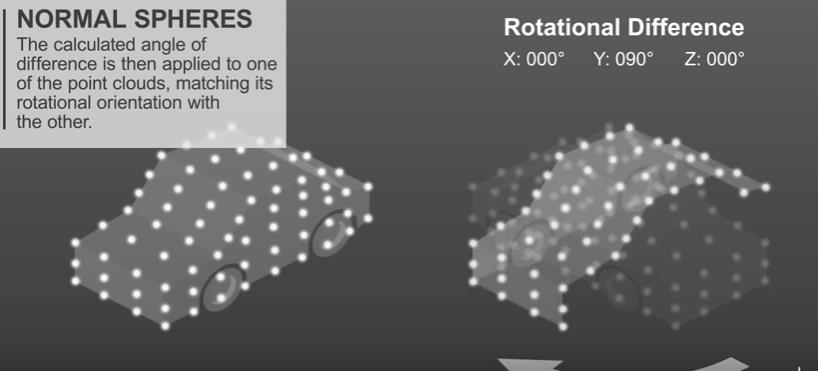 NORMAL SPHERES
The calculated angle of
difference is then applied to one
of the point clouds, matching its
rotational orientation with
the other.
Rotational Difference
X: 000° Y: 090° Z: 000°